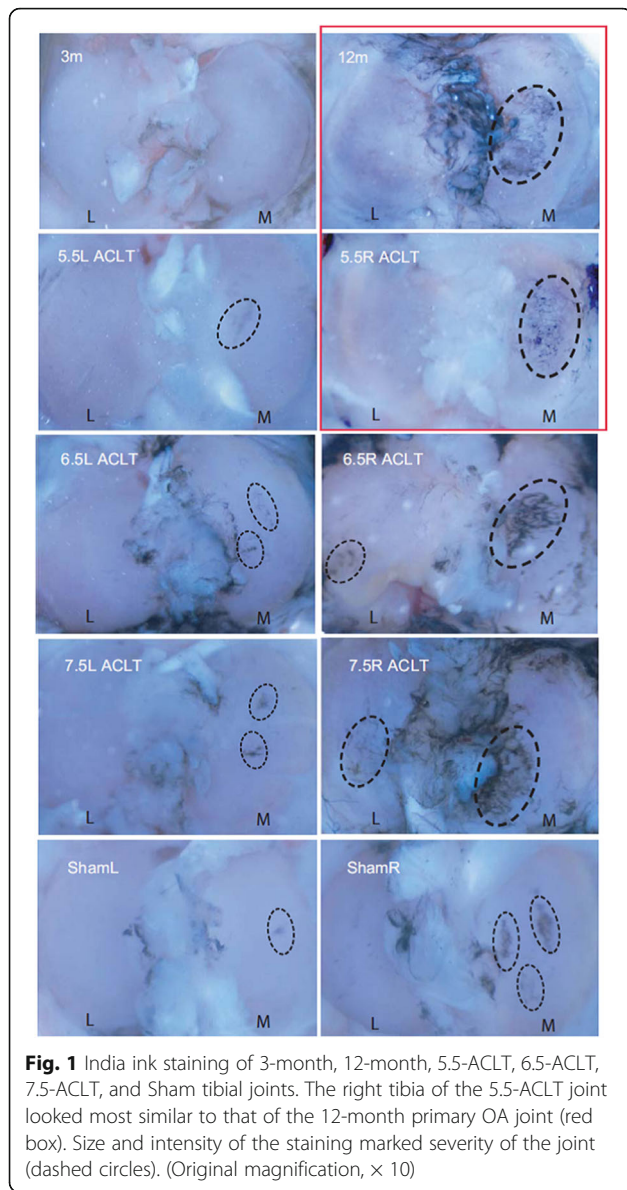 3m
12m
L
M
L
M
5.5L ACLT
5.5R ACLT
L
M
L
M
6.5L ACLT
6.5R ACLT
L
M
L
M
7.5L ACLT
7.5R ACLT
L
M
L
M
ShamL
ShamR
L
M
L
M
Fig. 1 India ink staining of 3-month, 12-month, 5.5-ACLT, 6.5-ACLT,
7.5-ACLT, and Sham tibial joints. The right tibia of the 5.5-ACLT joint
looked most similar to that of the 12-month primary OA joint (red
box). Size and intensity of the staining marked severity of the joint
(dashed circles). (Original magnification, × 10)